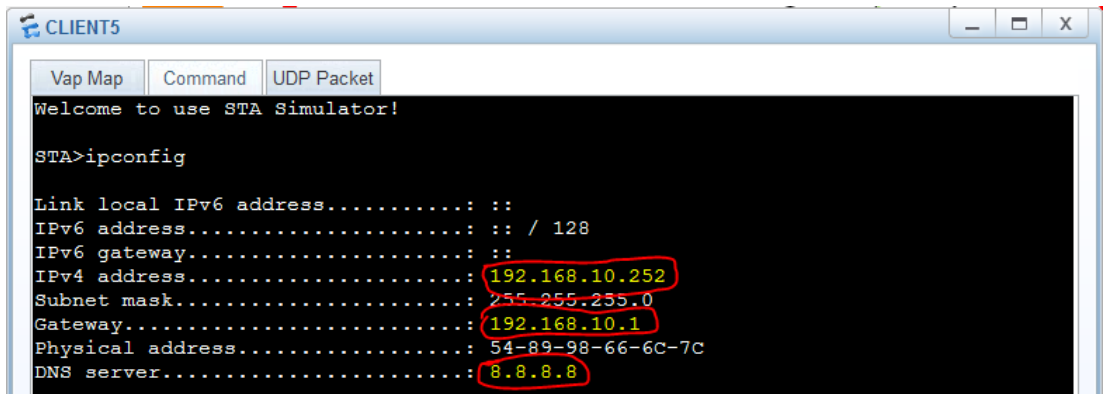 CLIENT5
X
Vap Map Command UDP Packet
Welcome to use STA Simulator!
STA>ipconfig
Link local IPv6 address...........: ::
IPv6 address......................: :: / 128
IPv6 gateway......................: ::
IPv4 address......................: 192.168.10.252
Subnet mask.......................: 255.255.255.0
Gateway...........................: 192.168.10.1
Physical address..................: 54-89-98-66-6C-7C
DNS server........................: 8.8.8.8